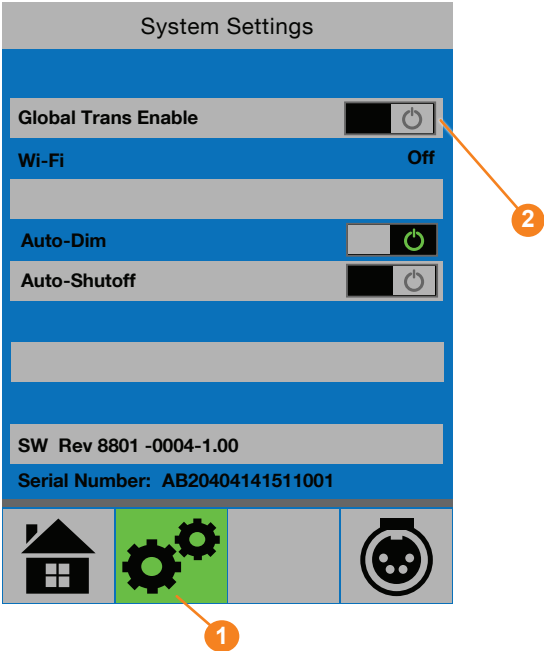 System Settings
Global Trans Enable
Wi-Fi Off
2
Auto-Dim
Auto-Shutoff
SW Rev 8801 -0004-1.00
Serial Number: AB20404141511001
1